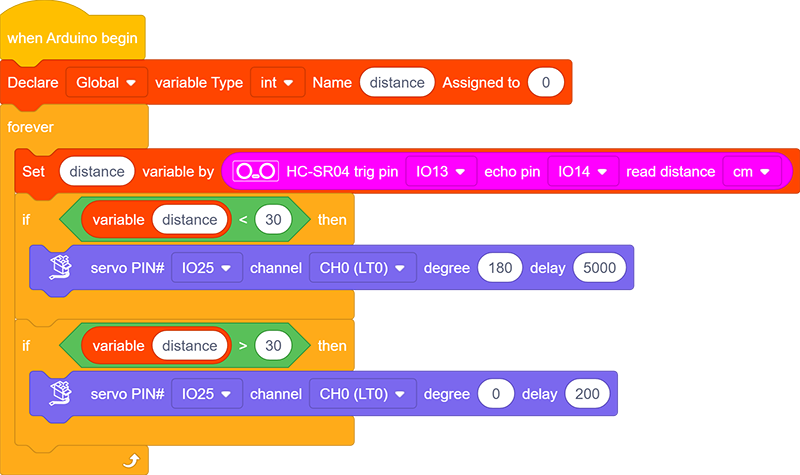 when Arduino begin
Declare Global variable Type int Name distance Assigned to 0
forever
Set distance variable by HC-SR04 trig pin IO13 echo pin IO14 read distance cm
if variable distance < 30 then
servo PIN# IO25 channel CH0 (LT0) degree 180 delay 5000
if variable distance > 30 then
servo PIN# IO25 channel CH0 (LT0) degree 0 delay 200